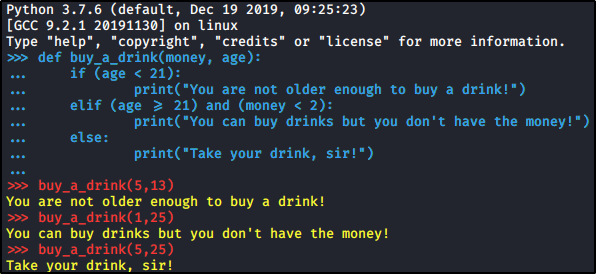 Python 3.7.6 (default, Dec 19 2019, 09:25:23)
[GCC 9.2.1 20191130] on linux
Type "help", "copyright", "credits" or "license" for more information.
>>> def buy_a_drink(money, age):
...     if (age < 21):
...             print("You are not older enough to buy a drink!")
...     elif (age ⩾ 21) and (money < 2):
...             print("You can buy drinks but you don't have the money!")
...     else:
...             print("Take your drink, sir!")
...
>>> buy_a_drink(5,13)
You are not older enough to buy a drink!
>>> buy_a_drink(1,25)
You can buy drinks but you don't have the money!
>>> buy_a_drink(5,25)
Take your drink, sir!